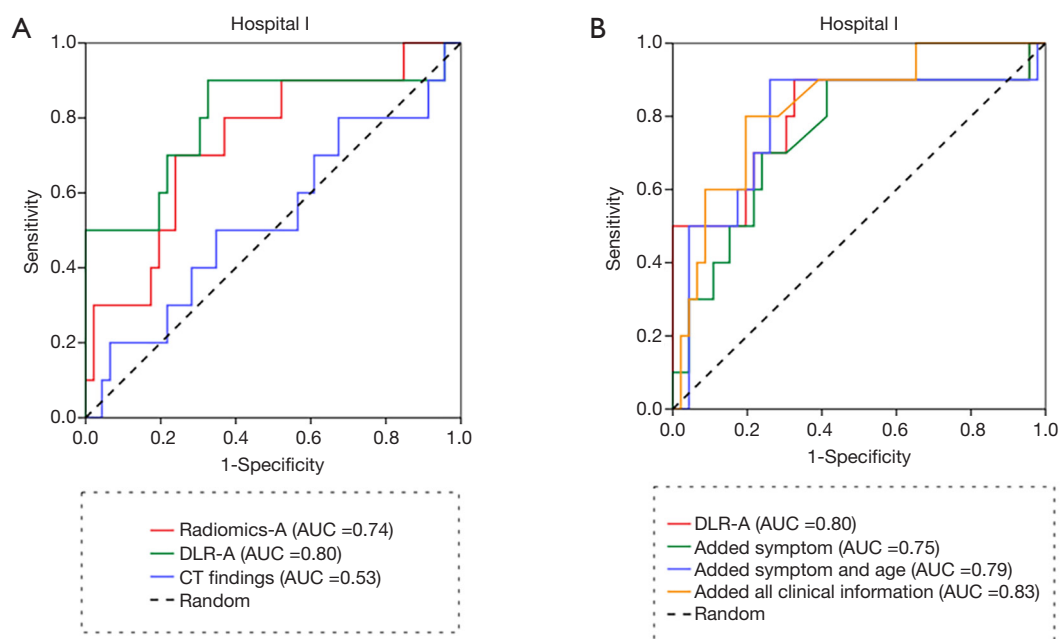 A
Hospital I
1.0
0.8
0.6
0.4
0.2
0.0
Sensitivity
0.0 0.2 0.4 0.6 0.8 1.0
1-Specificity
Radiomics-A (AUC =0.74)
DLR-A (AUC =0.80)
CT findings (AUC =0.53)
Random
B
Hospital I
1.0
0.8
0.6
0.4
0.2
0.0
Sensitivity
0.0 0.2 0.4 0.6 0.8 1.0
1-Specificity
DLR-A (AUC =0.80)
Added symptom (AUC =0.75)
Added symptom and age (AUC =0.79)
Added all clinical information (AUC =0.83)
Random